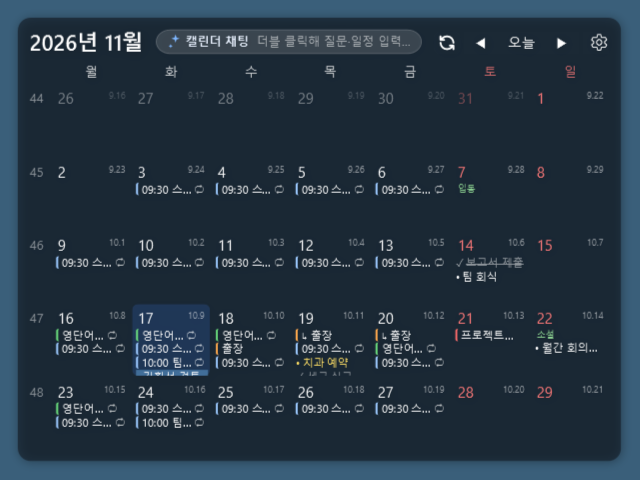 2026년 11월 캘린더 채팅 더블 클릭해 질문·일정 입력... 오늘
월 화 수 목 금 토 일
44 26 9.16 27 9.17 28 9.18 29 9.19 30 9.20 31 9.21 1 9.22
45 2 9.23 3 9.24 4 9.25 5 9.26 6 9.27 7 9.28 8 9.29
09:30 스... 09:30 스... 09:30 스... 09:30 스... 입동
46 9 10.1 10 10.2 11 10.3 12 10.4 13 10.5 14 10.6 15 10.7
09:30 스... 09:30 스... 09:30 스... 09:30 스... 09:30 스... ✓보고서 제출
• 팀 회식
47 16 10.8 17 10.9 18 10.10 19 10.11 20 10.12 21 10.13 22 10.14
영단어... 영단어... 영단어... ↳ 출장 ↳ 출장 프로젝트... 소설
09:30 스... 09:30 스... 출장 09:30 스... 영단어... • 월간 회의...
10:00 팀... 09:30 스... • 치과 예약 09:30 스...
48 23 10.15 24 10.16 25 10.17 26 10.18 27 10.19 28 10.20 29 10.21
영단어... 09:30 스... 09:30 스... 09:30 스... 09:30 스...
09:30 스... 10:00 팀...